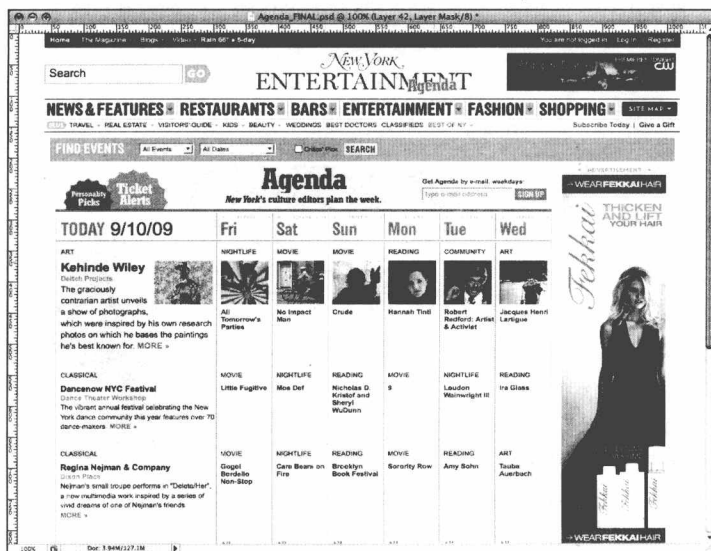 Agenda_FINAL.psd @ 100% (Layer 42, Layer Mask/8) *
Home The Magazine Blogs Video Rain 66° 5-day
You are not logged in Log In Register
Search GO
NEW YORK
ENTERTAINMENT
Agenda
CW
NEWS & FEATURES RESTAURANTS BARS ENTERTAINMENT FASHION SHOPPING SITE MAP
TRAVEL REAL ESTATE VISITORS' GUIDE KIDS BEAUTY WEDDINGS BEST DOCTORS CLASSIFIEDS BEST OF NY
Subscribe Today | Give a Gift
FIND EVENTS All Events All Dates Critics' Pick SEARCH
ADVERTISEMENT
Personality Picks
Ticket Alerts
Agenda
New York's culture editors plan the week.
Get Agenda by e-mail, weekdays:
Type e-mail address SIGN UP
TODAY 9/10/09 Fri Sat Sun Mon Tue Wed
ART NIGHTLIFE MOVIE MOVIE READING COMMUNITY ART
Kehinde Wiley
Deitch Projects
The graciously
contrarian artist unveils
a show of photographs,
which were inspired by his own research
photos on which he bases the paintings
he's best known for. MORE »
All Tomorrow's Parties
No Impact Man
Crude
Hannah Tinti
Robert Redford: Artist & Activist
Jacques Henri Lartigue
CLASSICAL MOVIE NIGHTLIFE READING MOVIE NIGHTLIFE READING
Dancenow NYC Festival
Dance Theater Workshop
The vibrant annual festival celebrating the New
York dance community this year features over 70
dance-makers. MORE »
Little Fugitive
Mos Def
Nicholas D. Kristof and Sheryl WuDunn
9
Loudon Wainwright III
Ira Glass
CLASSICAL MOVIE NIGHTLIFE READING MOVIE READING ART
Regina Nejman & Company
Dixon Place
Nejman's small troupe performs in "Delete/Her",
a new multimedia work inspired by a series of
vivid dreams of one of Nejman's friends
MORE »
Gogol Bordello Non-Stop
Care Bears on Fire
Brooklyn Book Festival
Sorority Row
Amy Sohn
Tauba Auerbach
WEAR FEKKAI HAIR
Fekkai
THICKEN
AND LIFT
YOUR HAIR
Fekkai
WEAR FEKKAI HAIR
100% Doc: 3.94M/127.1M